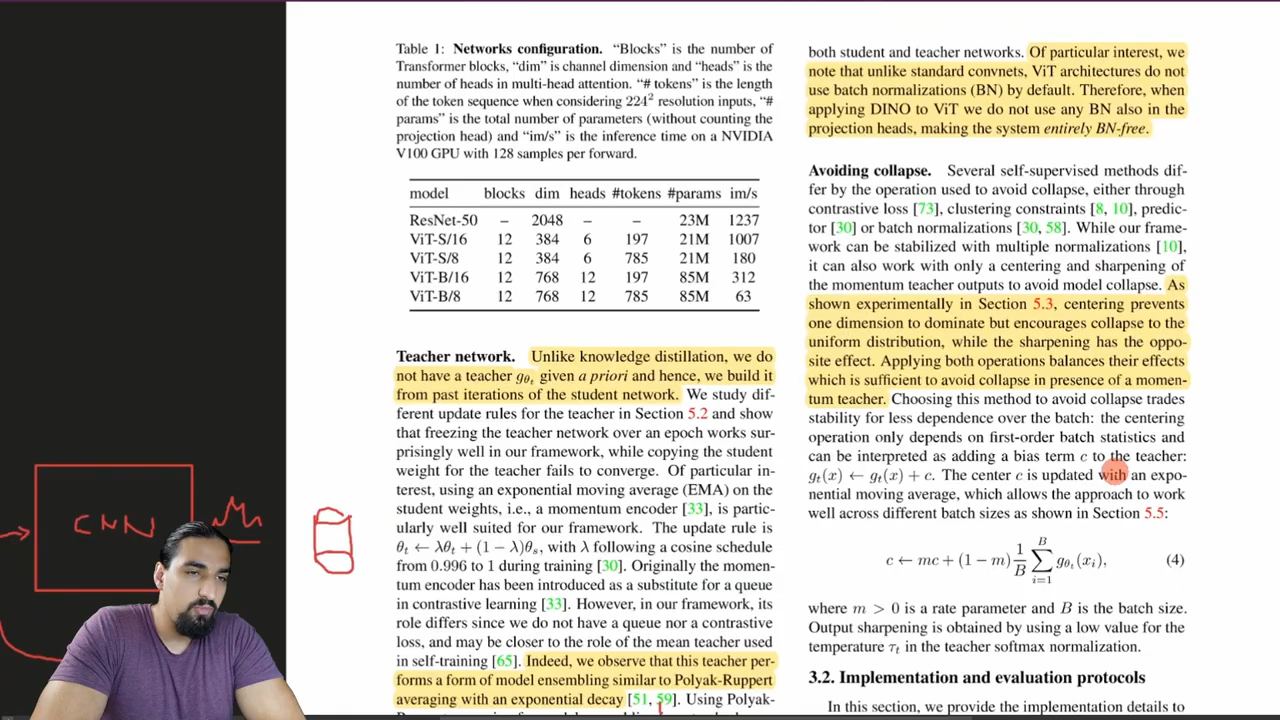 Table 1: Networks configuration. "Blocks" is the number of
Transformer blocks, "dim" is channel dimension and "heads" is the
number of heads in multi-head attention. "# tokens" is the length
of the token sequence when considering 224² resolution inputs, "#
params" is the total number of parameters (without counting the
projection head) and "im/s" is the inference time on a NVIDIA
V100 GPU with 128 samples per forward.
model blocks dim heads #tokens #params im/s
ResNet-50 – 2048 – – 23M 1237
ViT-S/16 12 384 6 197 21M 1007
ViT-S/8 12 384 6 785 21M 180
ViT-B/16 12 768 12 197 85M 312
ViT-B/8 12 768 12 785 85M 63
Teacher network. Unlike knowledge distillation, we do
not have a teacher gθt given a priori and hence, we build it
from past iterations of the student network. We study dif-
ferent update rules for the teacher in Section 5.2 and show
that freezing the teacher network over an epoch works sur-
prisingly well in our framework, while copying the student
weight for the teacher fails to converge. Of particular in-
terest, using an exponential moving average (EMA) on the
student weights, i.e., a momentum encoder [33], is partic-
ularly well suited for our framework. The update rule is
θt ← λθt + (1 − λ)θs, with λ following a cosine schedule
from 0.996 to 1 during training [30]. Originally the momen-
tum encoder has been introduced as a substitute for a queue
in contrastive learning [33]. However, in our framework, its
role differs since we do not have a queue nor a contrastive
loss, and may be closer to the role of the mean teacher used
in self-training [65]. Indeed, we observe that this teacher per-
forms a form of model ensembling similar to Polyak-Ruppert
averaging with an exponential decay [51, 59]. Using Polyak-
both student and teacher networks. Of particular interest, we
note that unlike standard convnets, ViT architectures do not
use batch normalizations (BN) by default. Therefore, when
applying DINO to ViT we do not use any BN also in the
projection heads, making the system entirely BN-free.
Avoiding collapse. Several self-supervised methods dif-
fer by the operation used to avoid collapse, either through
contrastive loss [73], clustering constraints [8, 10], predic-
tor [30] or batch normalizations [30, 58]. While our frame-
work can be stabilized with multiple normalizations [10],
it can also work with only a centering and sharpening of
the momentum teacher outputs to avoid model collapse. As
shown experimentally in Section 5.3, centering prevents
one dimension to dominate but encourages collapse to the
uniform distribution, while the sharpening has the oppo-
site effect. Applying both operations balances their effects
which is sufficient to avoid collapse in presence of a momen-
tum teacher. Choosing this method to avoid collapse trades
stability for less dependence over the batch: the centering
operation only depends on first-order batch statistics and
can be interpreted as adding a bias term c to the teacher:
gt(x) ← gt(x) + c. The center c is updated with an expo-
nential moving average, which allows the approach to work
well across different batch sizes as shown in Section 5.5:
c ← mc + (1 − m) 1/B ∑_{i=1}^{B} gθt(xi), (4)
where m > 0 is a rate parameter and B is the batch size.
Output sharpening is obtained by using a low value for the
temperature τt in the teacher softmax normalization.
3.2. Implementation and evaluation protocols
In this section, we provide the implementation details to
CNN